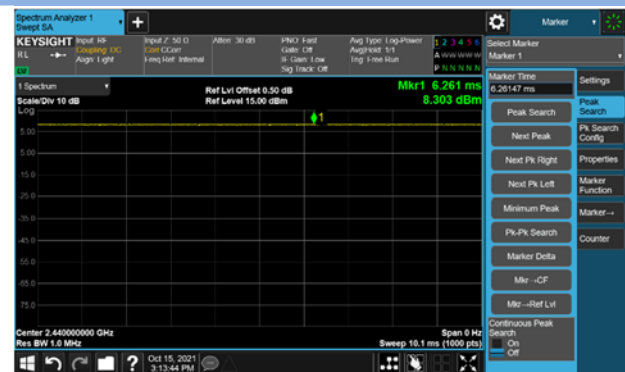 Spectrum Analyzer 1
Swept SA
Marker
KEYSIGHT Input: RF
Input Z: 50 Ω
Atten: 30 dB
PNO: Fast
Avg Type: Log-Power
1 2 3 4 5 6
RL
Coupling: DC
Corr CCorr
Gate: Off
Avg|Hold: 1/1
A W W W W W
Align: Light
Freq Ref: Internal
IF Gain: Low
Trig: Free Run
Sig Track: Off
P N N N N N
Select Marker
Marker 1
1 Spectrum
Ref Lvl Offset 0.50 dB
Mkr1 6.261 ms
Scale/Div 10 dB
Ref Level 15.00 dBm
8.303 dBm
Log
1
5.00
-5.00
-15.0
-25.0
-35.0
-45.0
-55.0
-65.0
-75.0
Center 2.440000000 GHz
Span 0 Hz
Res BW 1.0 MHz
Sweep 10.1 ms (1000 pts)
Marker Time
6.26147 ms
Peak Search
Next Peak
Next Pk Right
Next Pk Left
Minimum Peak
Pk-Pk Search
Marker Delta
Mkr→CF
Mkr→Ref Lvl
Continuous Peak
Search
On
Off
Settings
Peak
Search
Pk Search
Config
Properties
Marker
Function
Marker→
Counter
?
Oct 15, 2021
3:13:44 PM